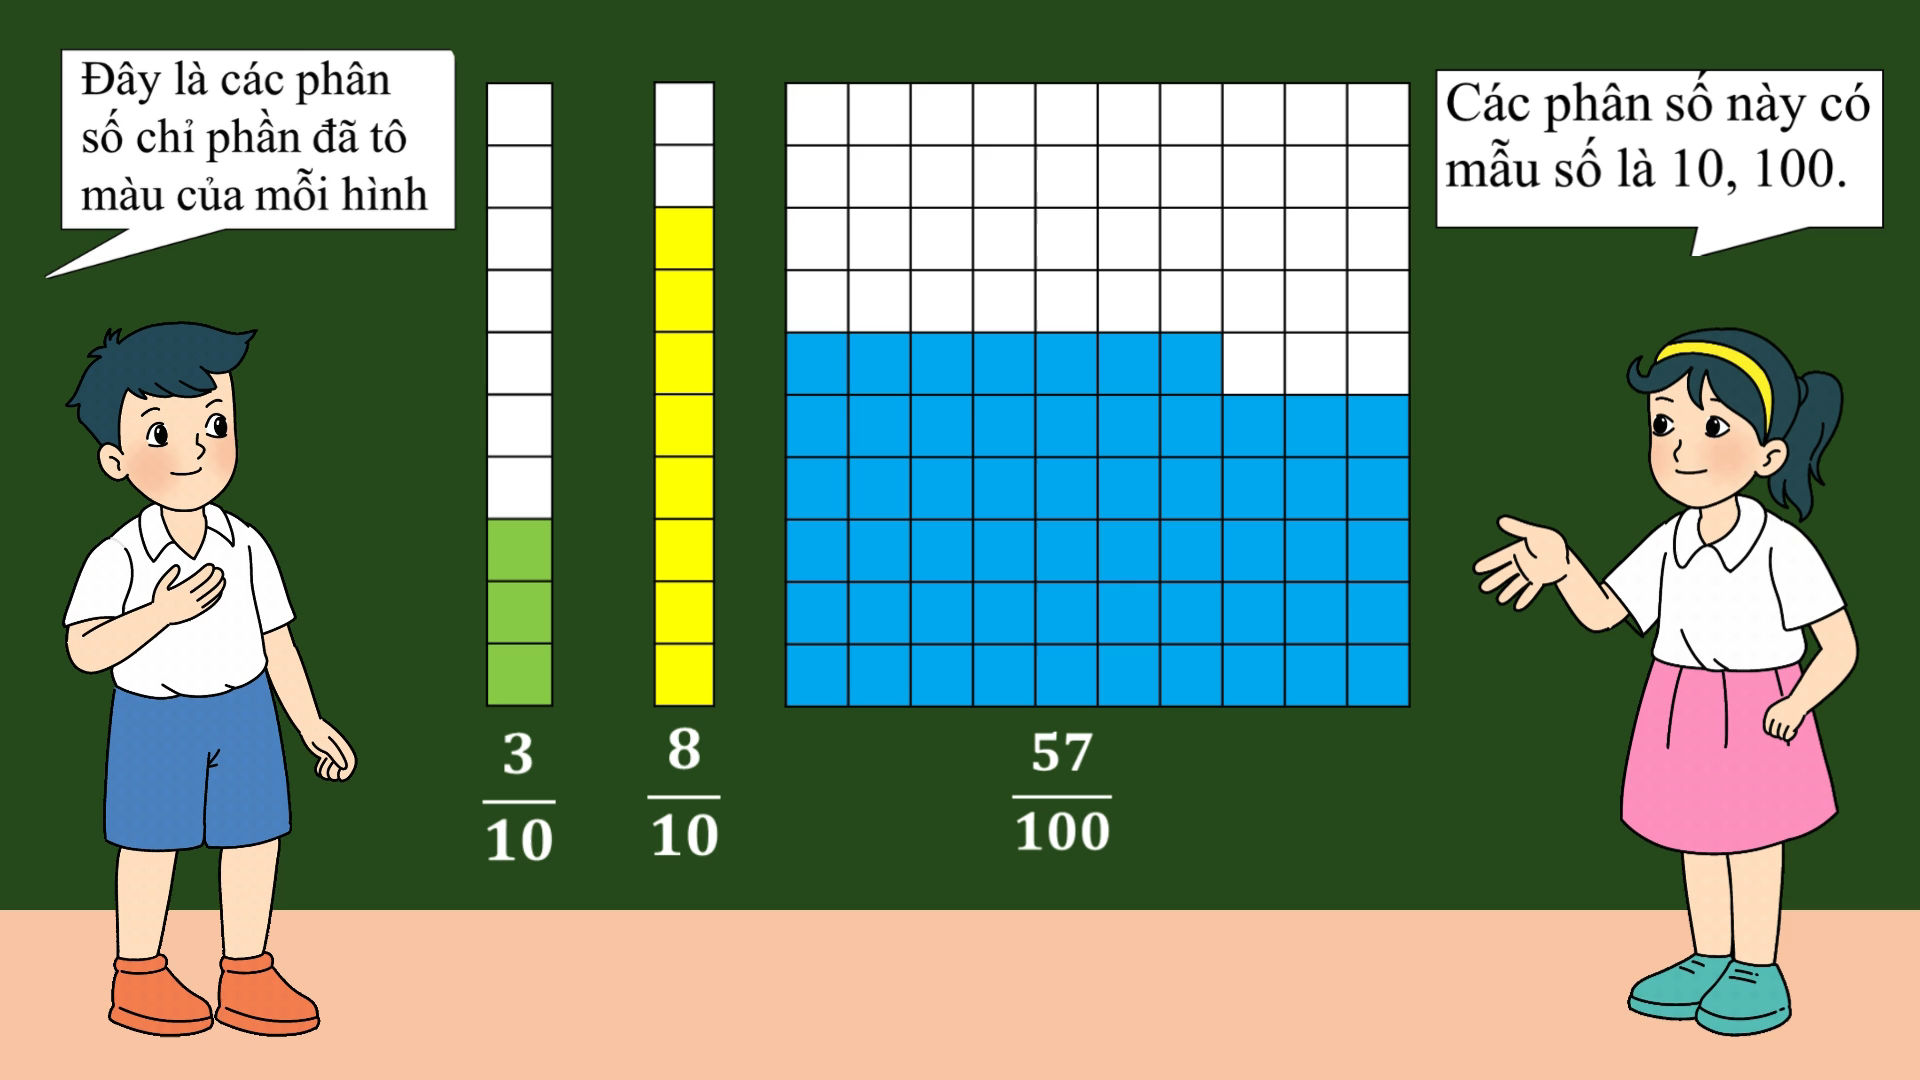 Đây là các phân
số chỉ phần đã tô
màu của mỗi hình
Các phân số này có
mẫu số là 10, 100.
3
10
8
10
57
100